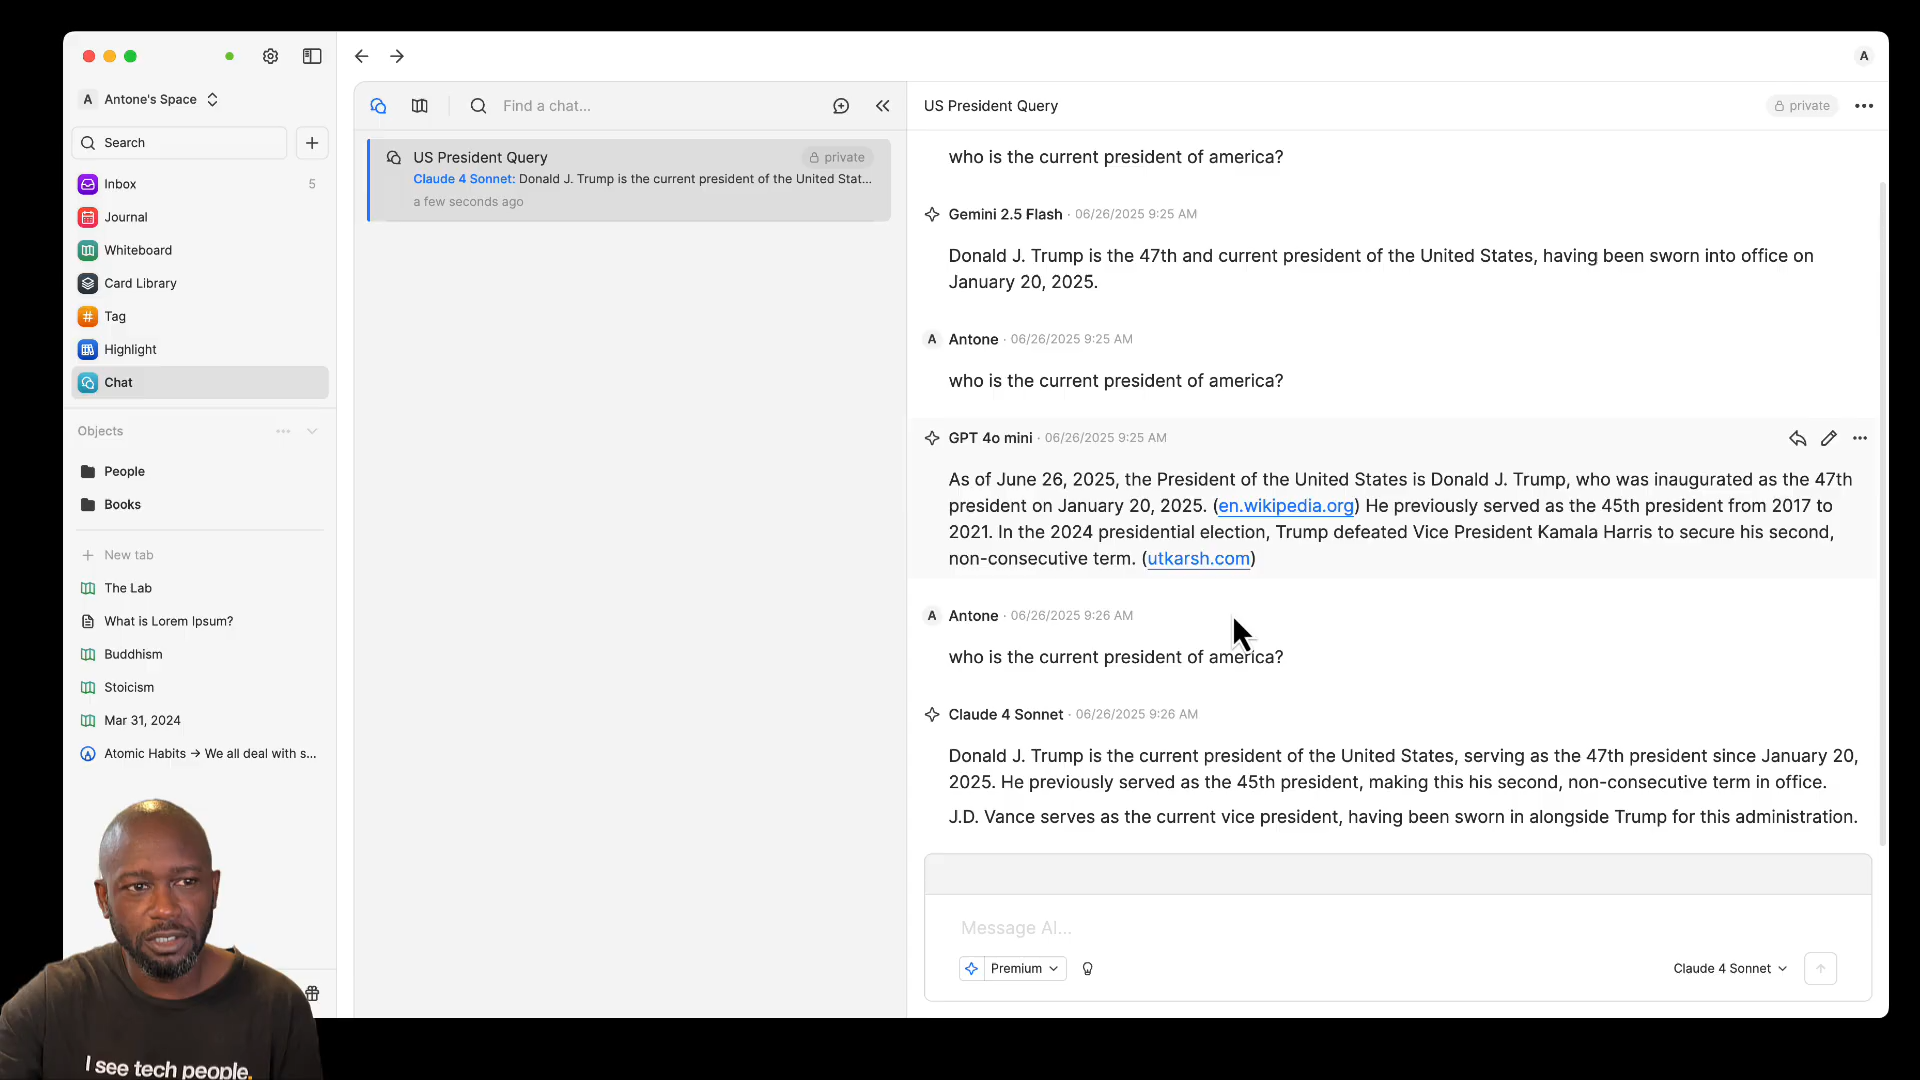 A Antone's Space
Search
Inbox 5
Journal
Whiteboard
Card Library
Tag
Highlight
Chat
Objects
People
Books
New tab
The Lab
What is Lorem Ipsum?
Buddhism
Stoicism
Mar 31, 2024
Atomic Habits → We all deal with s...
I see tech people.
Find a chat...
US President Query private
Claude 4 Sonnet: Donald J. Trump is the current president of the United Stat...
a few seconds ago
A
US President Query private
who is the current president of america?
Gemini 2.5 Flash · 06/26/2025 9:25 AM
Donald J. Trump is the 47th and current president of the United States, having been sworn into office on
January 20, 2025.
A Antone · 06/26/2025 9:25 AM
who is the current president of america?
GPT 4o mini · 06/26/2025 9:25 AM
As of June 26, 2025, the President of the United States is Donald J. Trump, who was inaugurated as the 47th
president on January 20, 2025. (en.wikipedia.org) He previously served as the 45th president from 2017 to
2021. In the 2024 presidential election, Trump defeated Vice President Kamala Harris to secure his second,
non-consecutive term. (utkarsh.com)
A Antone · 06/26/2025 9:26 AM
who is the current president of america?
Claude 4 Sonnet · 06/26/2025 9:26 AM
Donald J. Trump is the current president of the United States, serving as the 47th president since January 20,
2025. He previously served as the 45th president, making this his second, non-consecutive term in office.
J.D. Vance serves as the current vice president, having been sworn in alongside Trump for this administration.
Message AI...
Premium
Claude 4 Sonnet